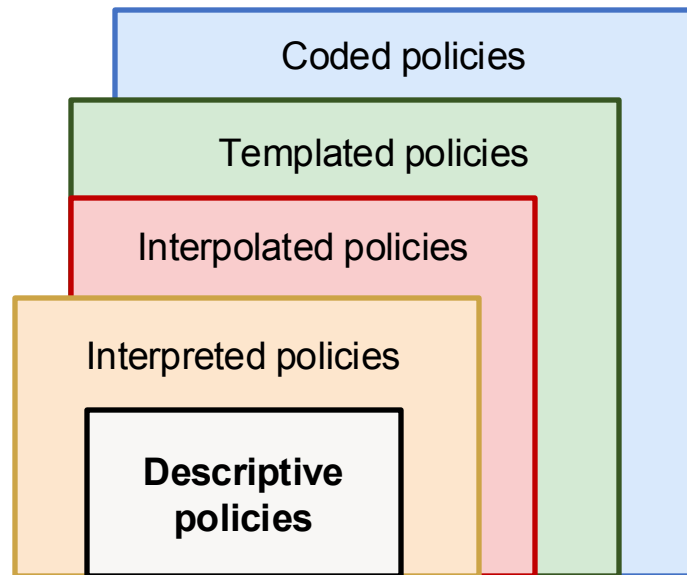 Coded policies
Templated policies
Interpolated policies
Interpreted policies
Descriptive
policies